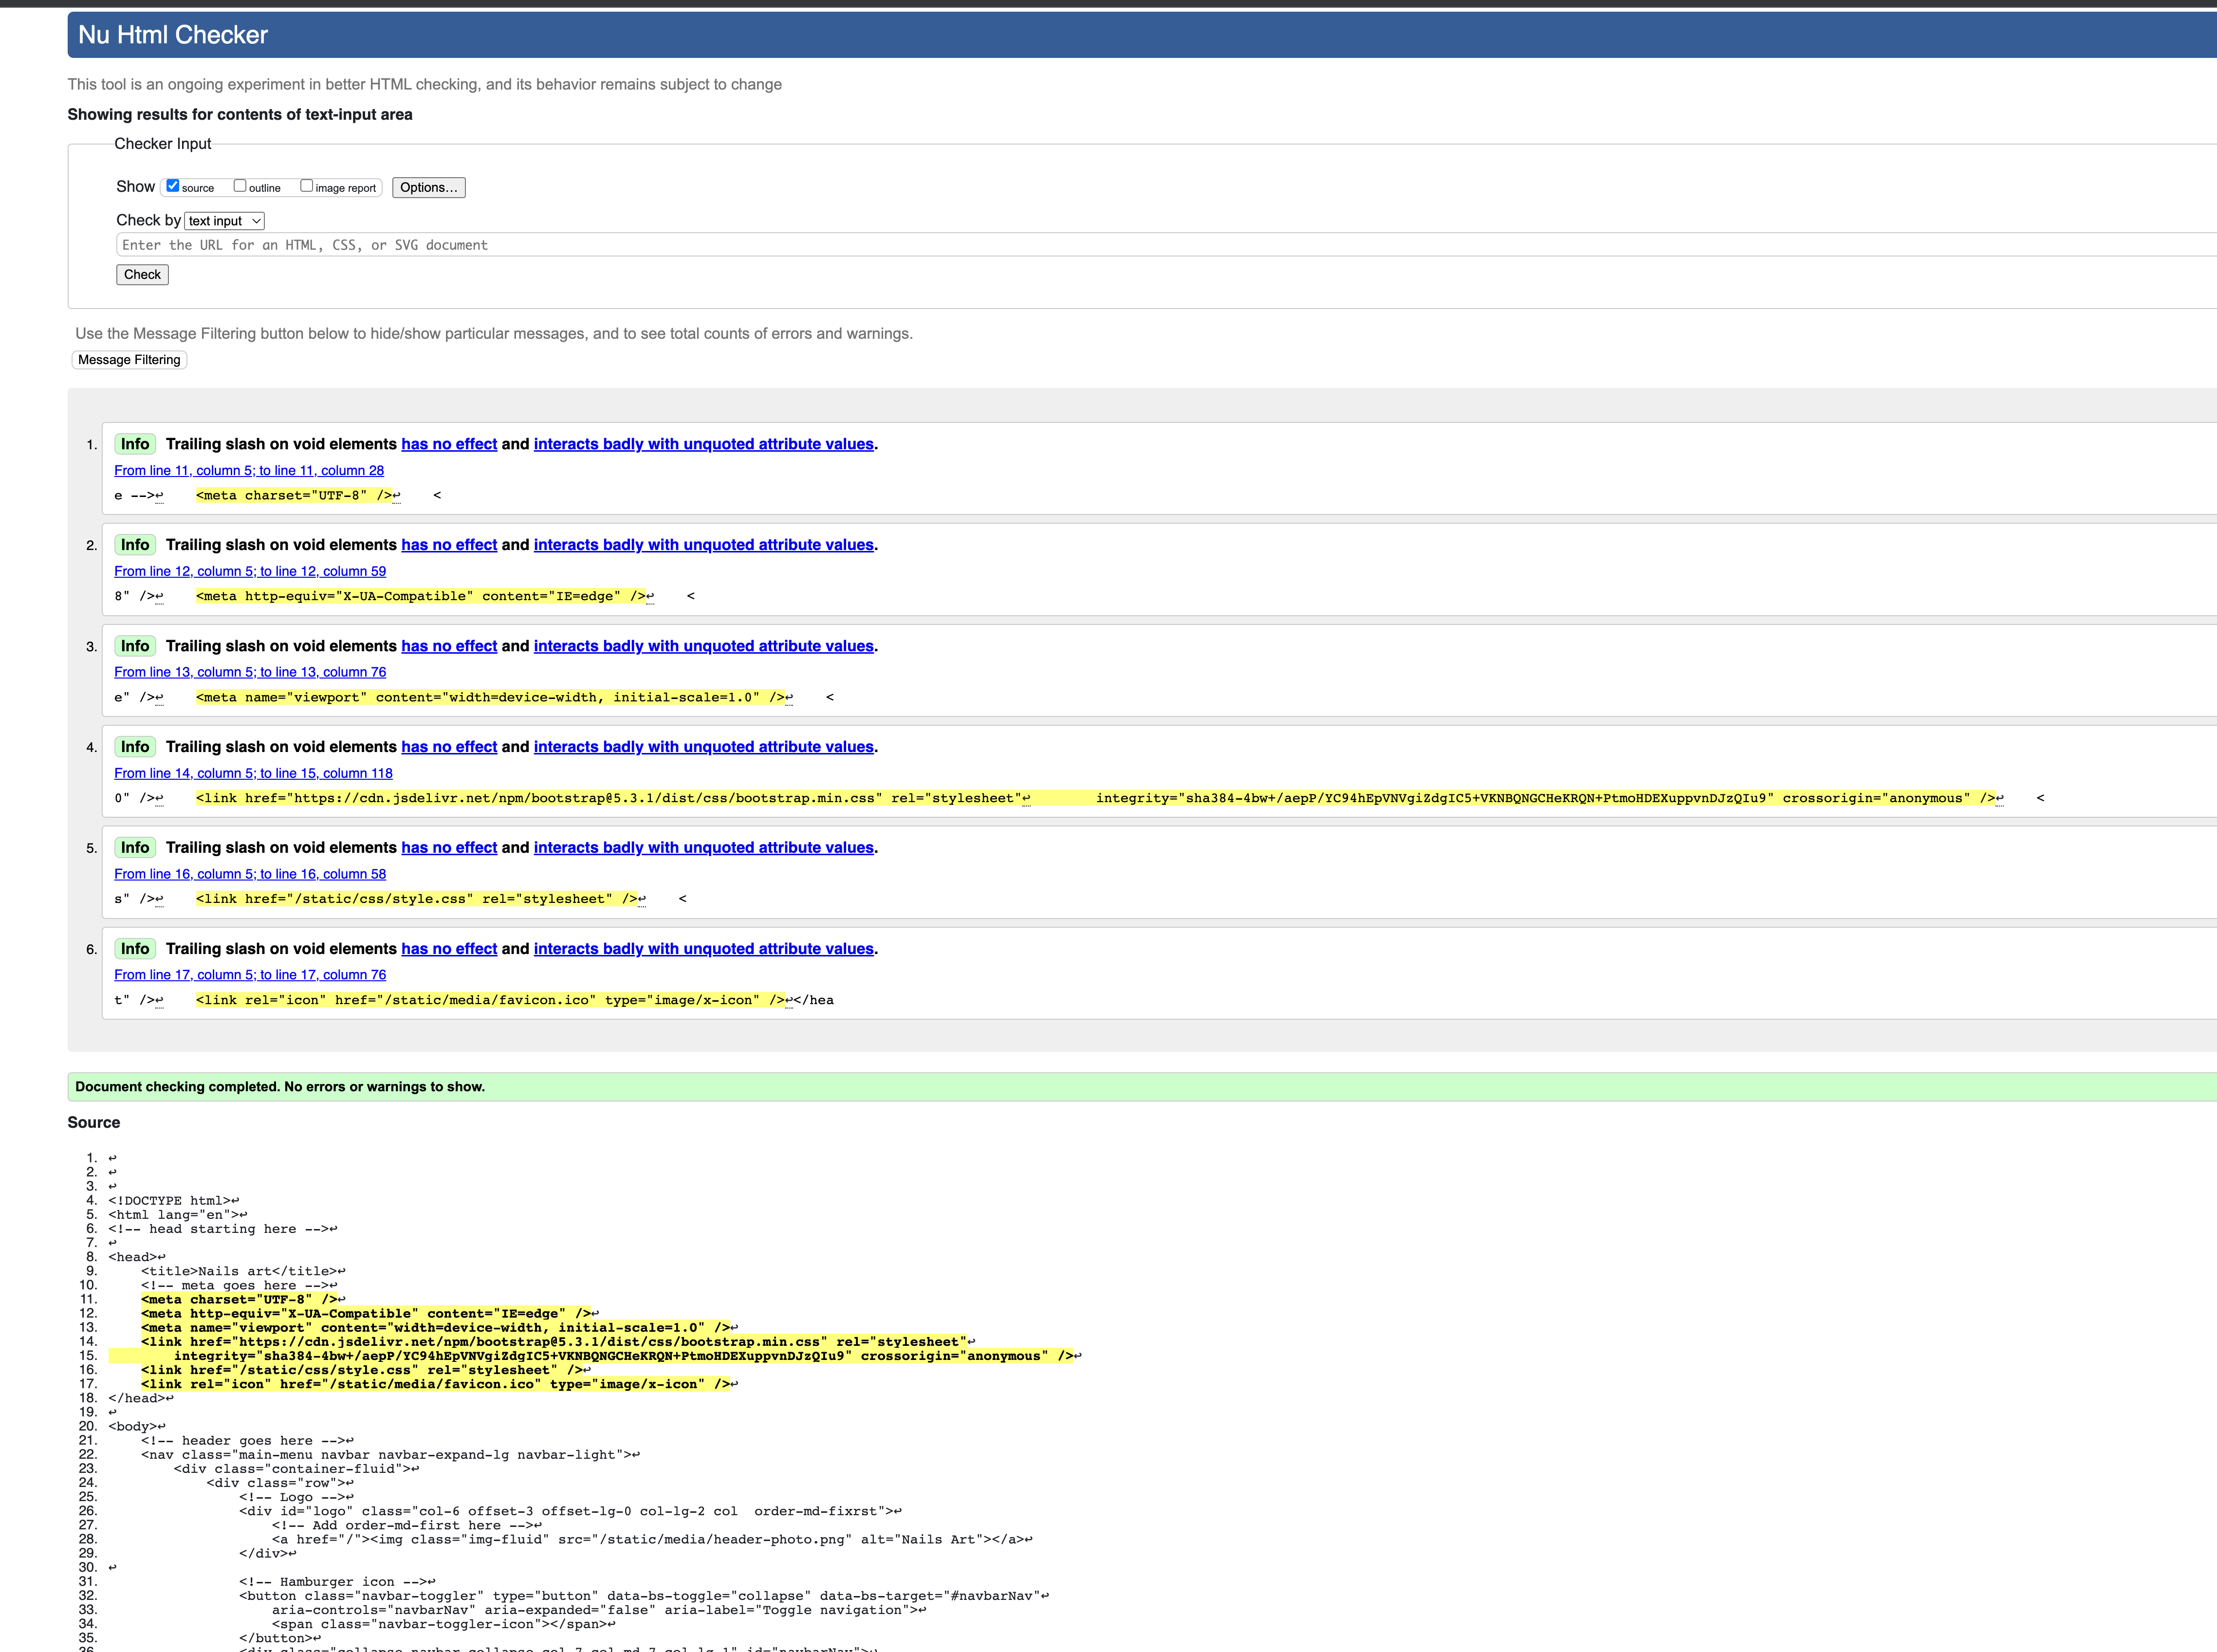 Nu Html Checker
This tool is an ongoing experiment in better HTML checking, and its behavior remains subject to change
Showing results for contents of text-input area
Checker Input
Show source outline image report Options...
Check by text input
Enter the URL for an HTML, CSS, or SVG document
Check
Use the Message Filtering button below to hide/show particular messages, and to see total counts of errors and warnings.
Message Filtering
1. Info Trailing slash on void elements has no effect and interacts badly with unquoted attribute values.
From line 11, column 5; to line 11, column 28
e -->↩    <meta charset="UTF-8" />↩    <
2. Info Trailing slash on void elements has no effect and interacts badly with unquoted attribute values.
From line 12, column 5; to line 12, column 59
8" />↩    <meta http-equiv="X-UA-Compatible" content="IE=edge" />↩    <
3. Info Trailing slash on void elements has no effect and interacts badly with unquoted attribute values.
From line 13, column 5; to line 13, column 76
e" />↩    <meta name="viewport" content="width=device-width, initial-scale=1.0" />↩    <
4. Info Trailing slash on void elements has no effect and interacts badly with unquoted attribute values.
From line 14, column 5; to line 15, column 118
0" />↩    <link href="https://cdn.jsdelivr.net/npm/bootstrap@5.3.1/dist/css/bootstrap.min.css" rel="stylesheet"↩        integrity="sha384-4bw+/aepP/YC94hEpVNVgiZdgIC5+VKNBQNGCHeKRQN+PtmoHDEXuppvnDJzQIu9" crossorigin="anonymous" />↩    <
5. Info Trailing slash on void elements has no effect and interacts badly with unquoted attribute values.
From line 16, column 5; to line 16, column 58
s" />↩    <link href="/static/css/style.css" rel="stylesheet" />↩    <
6. Info Trailing slash on void elements has no effect and interacts badly with unquoted attribute values.
From line 17, column 5; to line 17, column 76
t" />↩    <link rel="icon" href="/static/media/favicon.ico" type="image/x-icon" />↩</hea
Document checking completed. No errors or warnings to show.
Source
1. ↩
2. ↩
3. ↩
4. <!DOCTYPE html>↩
5. <html lang="en">↩
6. <!-- head starting here -->↩
7. ↩
8. <head>↩
9.     <title>Nails art</title>↩
10.     <!-- meta goes here -->↩
11.     <meta charset="UTF-8" />↩
12.     <meta http-equiv="X-UA-Compatible" content="IE=edge" />↩
13.     <meta name="viewport" content="width=device-width, initial-scale=1.0" />↩
14.     <link href="https://cdn.jsdelivr.net/npm/bootstrap@5.3.1/dist/css/bootstrap.min.css" rel="stylesheet"↩
15.         integrity="sha384-4bw+/aepP/YC94hEpVNVgiZdgIC5+VKNBQNGCHeKRQN+PtmoHDEXuppvnDJzQIu9" crossorigin="anonymous" />↩
16.     <link href="/static/css/style.css" rel="stylesheet" />↩
17.     <link rel="icon" href="/static/media/favicon.ico" type="image/x-icon" />↩
18. </head>↩
19. ↩
20. <body>↩
21.     <!-- header goes here -->↩
22.     <nav class="main-menu navbar navbar-expand-lg navbar-light">↩
23.         <div class="container-fluid">↩
24.             <div class="row">↩
25.                 <!-- Logo -->↩
26.                 <div id="logo" class="col-6 offset-3 offset-lg-0 col-lg-2 col  order-md-fixrst">↩
27.                     <!-- Add order-md-first here -->↩
28.                     <a href="/"><img class="img-fluid" src="/static/media/header-photo.png" alt="Nails Art"></a>↩
29.                 </div>↩
30. ↩
31.                 <!-- Hamburger icon -->↩
32.                 <button class="navbar-toggler" type="button" data-bs-toggle="collapse" data-bs-target="#navbarNav"↩
33.                     aria-controls="navbarNav" aria-expanded="false" aria-label="Toggle navigation">↩
34.                     <span class="navbar-toggler-icon"></span>↩
35.                 </button>↩
36.                 <div class="collapse navbar-collapse col-7 col-md-7 col-lg-1" id="navbarNav">↩